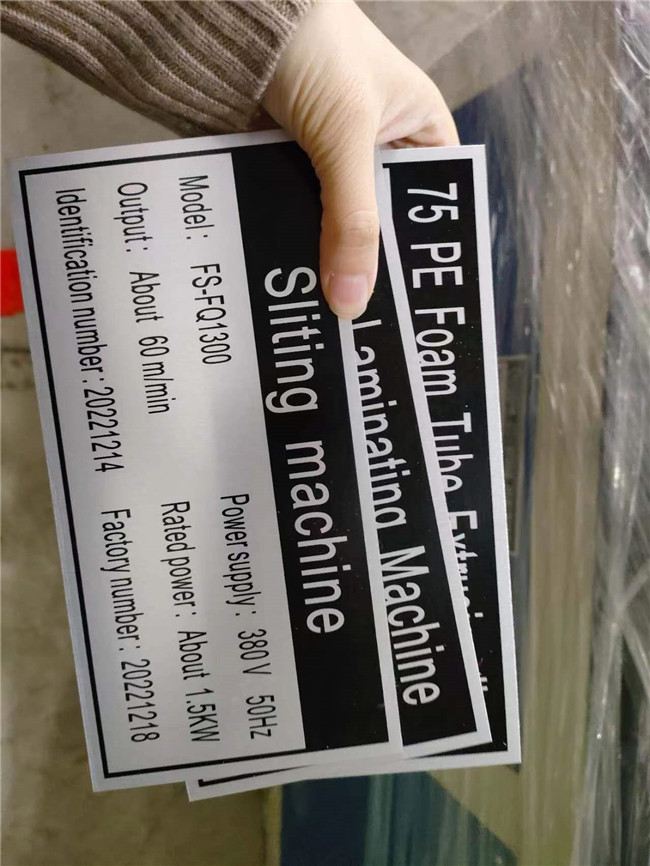 75 PE Foam Tube
Laminating Machine
Sliting machine
Model: FS-FQ1300 Power supply: 380V 50Hz
Output: About 60 m/min Rated power: About 1.5KW
Identification number: 20221214 Factory number: 20221218